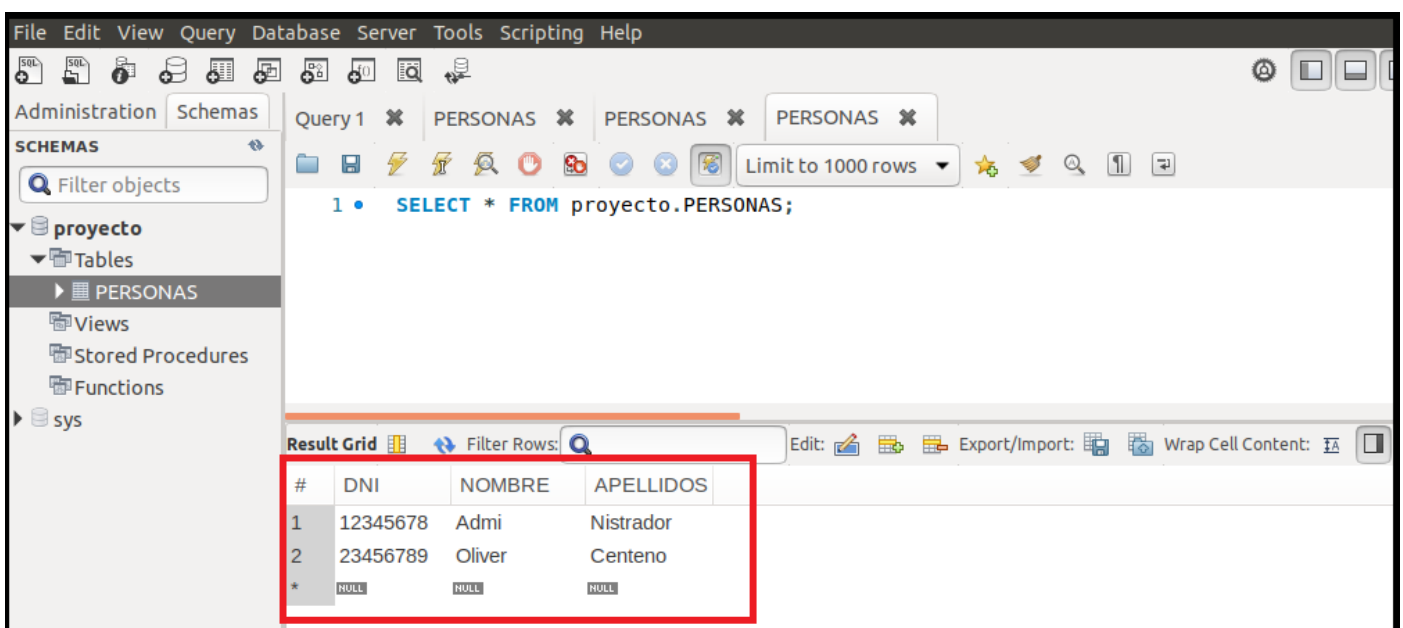 File Edit View Query Database Server Tools Scripting Help
Administration Schemas
Query 1 PERSONAS PERSONAS PERSONAS
SCHEMAS
Filter objects
Limit to 1000 rows
1 SELECT * FROM proyecto.PERSONAS;
proyecto
Tables
PERSONAS
Views
Stored Procedures
Functions
sys
Result Grid Filter Rows: Edit: Export/Import: Wrap Cell Content:
# DNI NOMBRE APELLIDOS
1 12345678 Admi Nistrador
2 23456789 Oliver Centeno
* NULL NULL NULL